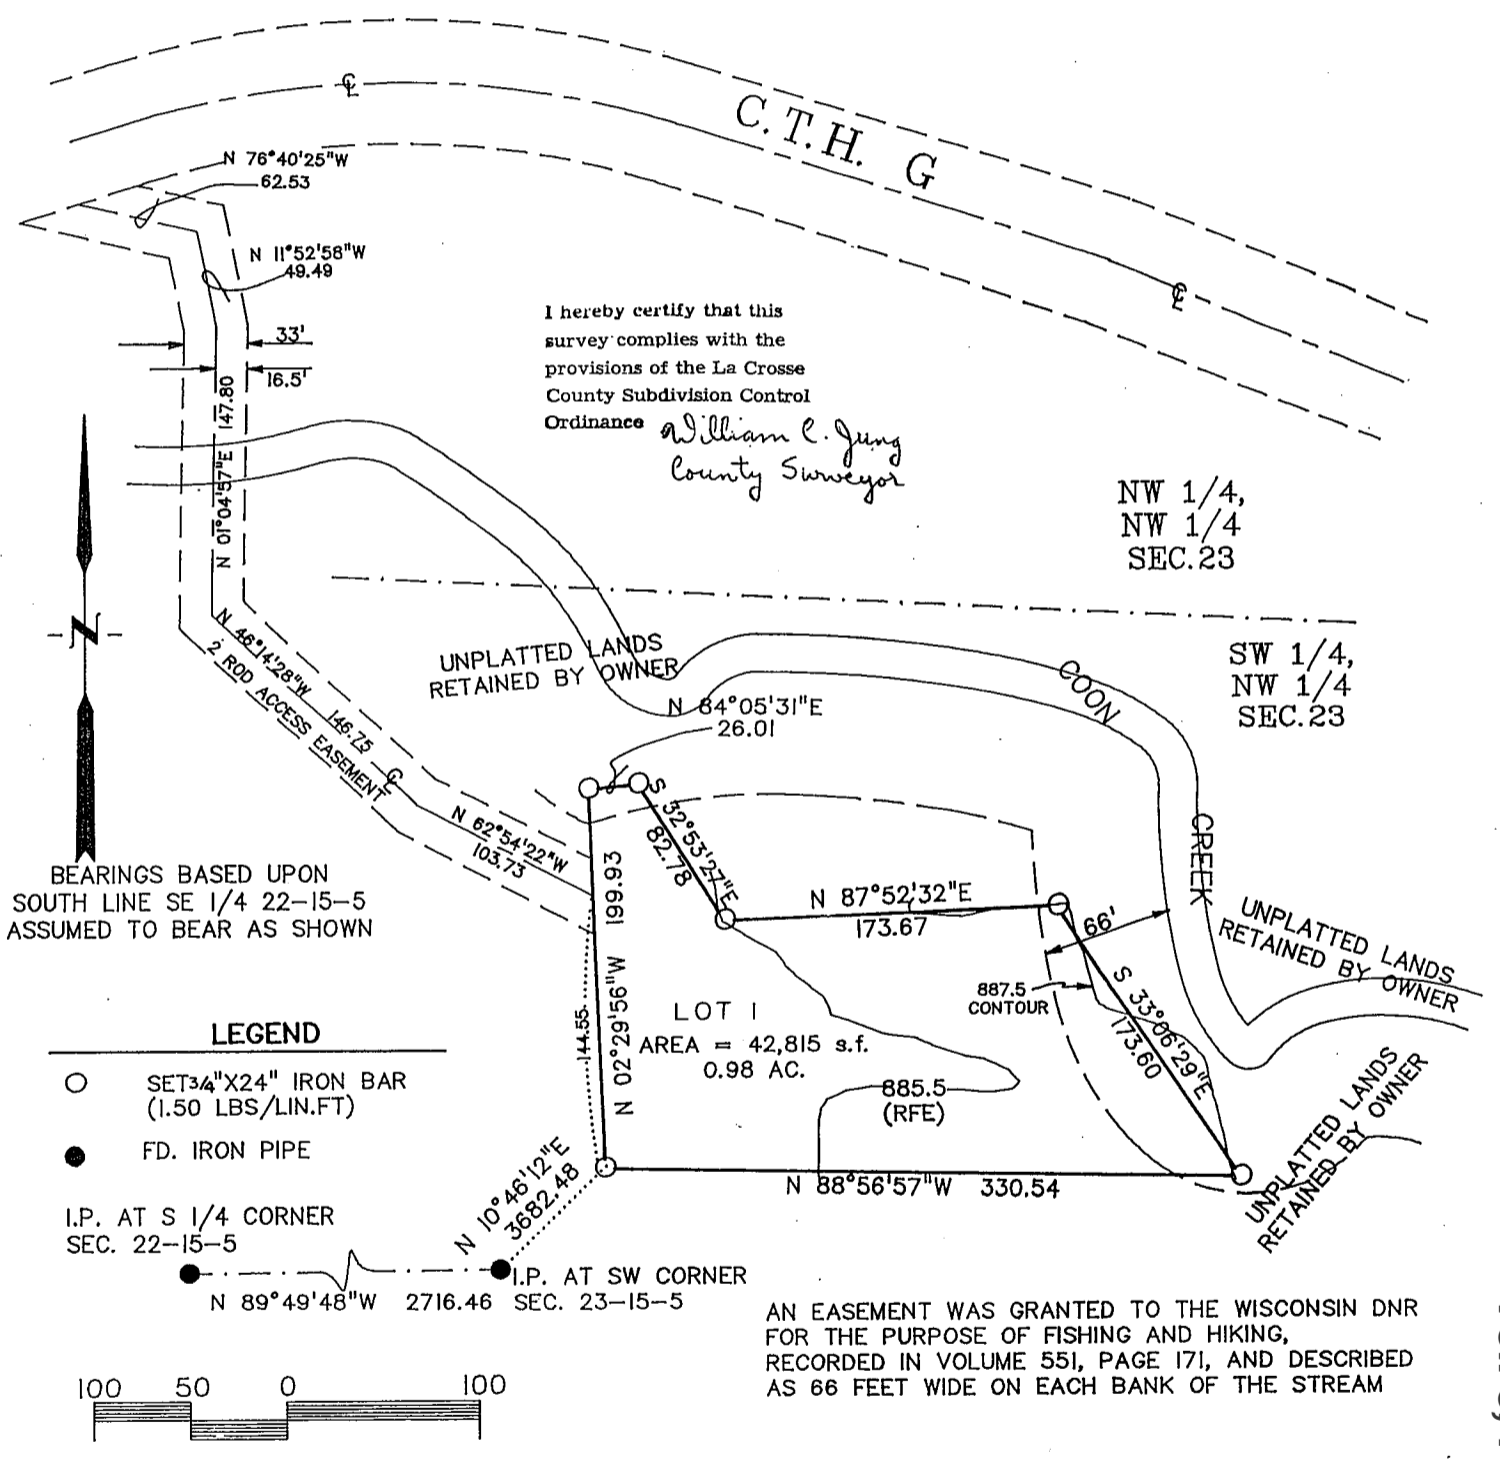 C.T.H. G
N 76°40'25"W
62.53
N 11°52'58"W
49.49
33'
16.5'
N 01°04'57"E 147.80
I hereby certify that this
survey complies with the
provisions of the La Crosse
County Subdivision Control
Ordinance William C. Jung
County Surveyor
NW 1/4,
NW 1/4
SEC.23
SW 1/4,
NW 1/4
SEC.23
N
N 46°14'28"W 146.75
2 ROD ACCESS EASEMENT
UNPLATTED LANDS
RETAINED BY OWNER
COON
CREEK
N 84°05'31"E
26.01
N 62°54'22"W
103.73
S 32°53'27"E
82.78
N 87°52'32"E
173.67
66'
UNPLATTED LANDS
RETAINED BY OWNER
BEARINGS BASED UPON
SOUTH LINE SE 1/4 22-15-5
ASSUMED TO BEAR AS SHOWN
N 02°29'56"W 199.93
144.55
LOT 1
AREA = 42,815 s.f.
0.98 AC.
887.5
CONTOUR
S 33°06'29"E
173.60
885.5
(RFE)
UNPLATTED LANDS
RETAINED BY OWNER
LEGEND
SET3/4"X24" IRON BAR
(1.50 LBS/LIN.FT)
FD. IRON PIPE
N 88°56'57"W 330.54
N 10°46'12"E
3682.48
I.P. AT S 1/4 CORNER
SEC. 22-15-5
I.P. AT SW CORNER
N 89°49'48"W 2716.46 SEC. 23-15-5
AN EASEMENT WAS GRANTED TO THE WISCONSIN DNR
FOR THE PURPOSE OF FISHING AND HIKING,
RECORDED IN VOLUME 551, PAGE 171, AND DESCRIBED
AS 66 FEET WIDE ON EACH BANK OF THE STREAM
100 50 0 100